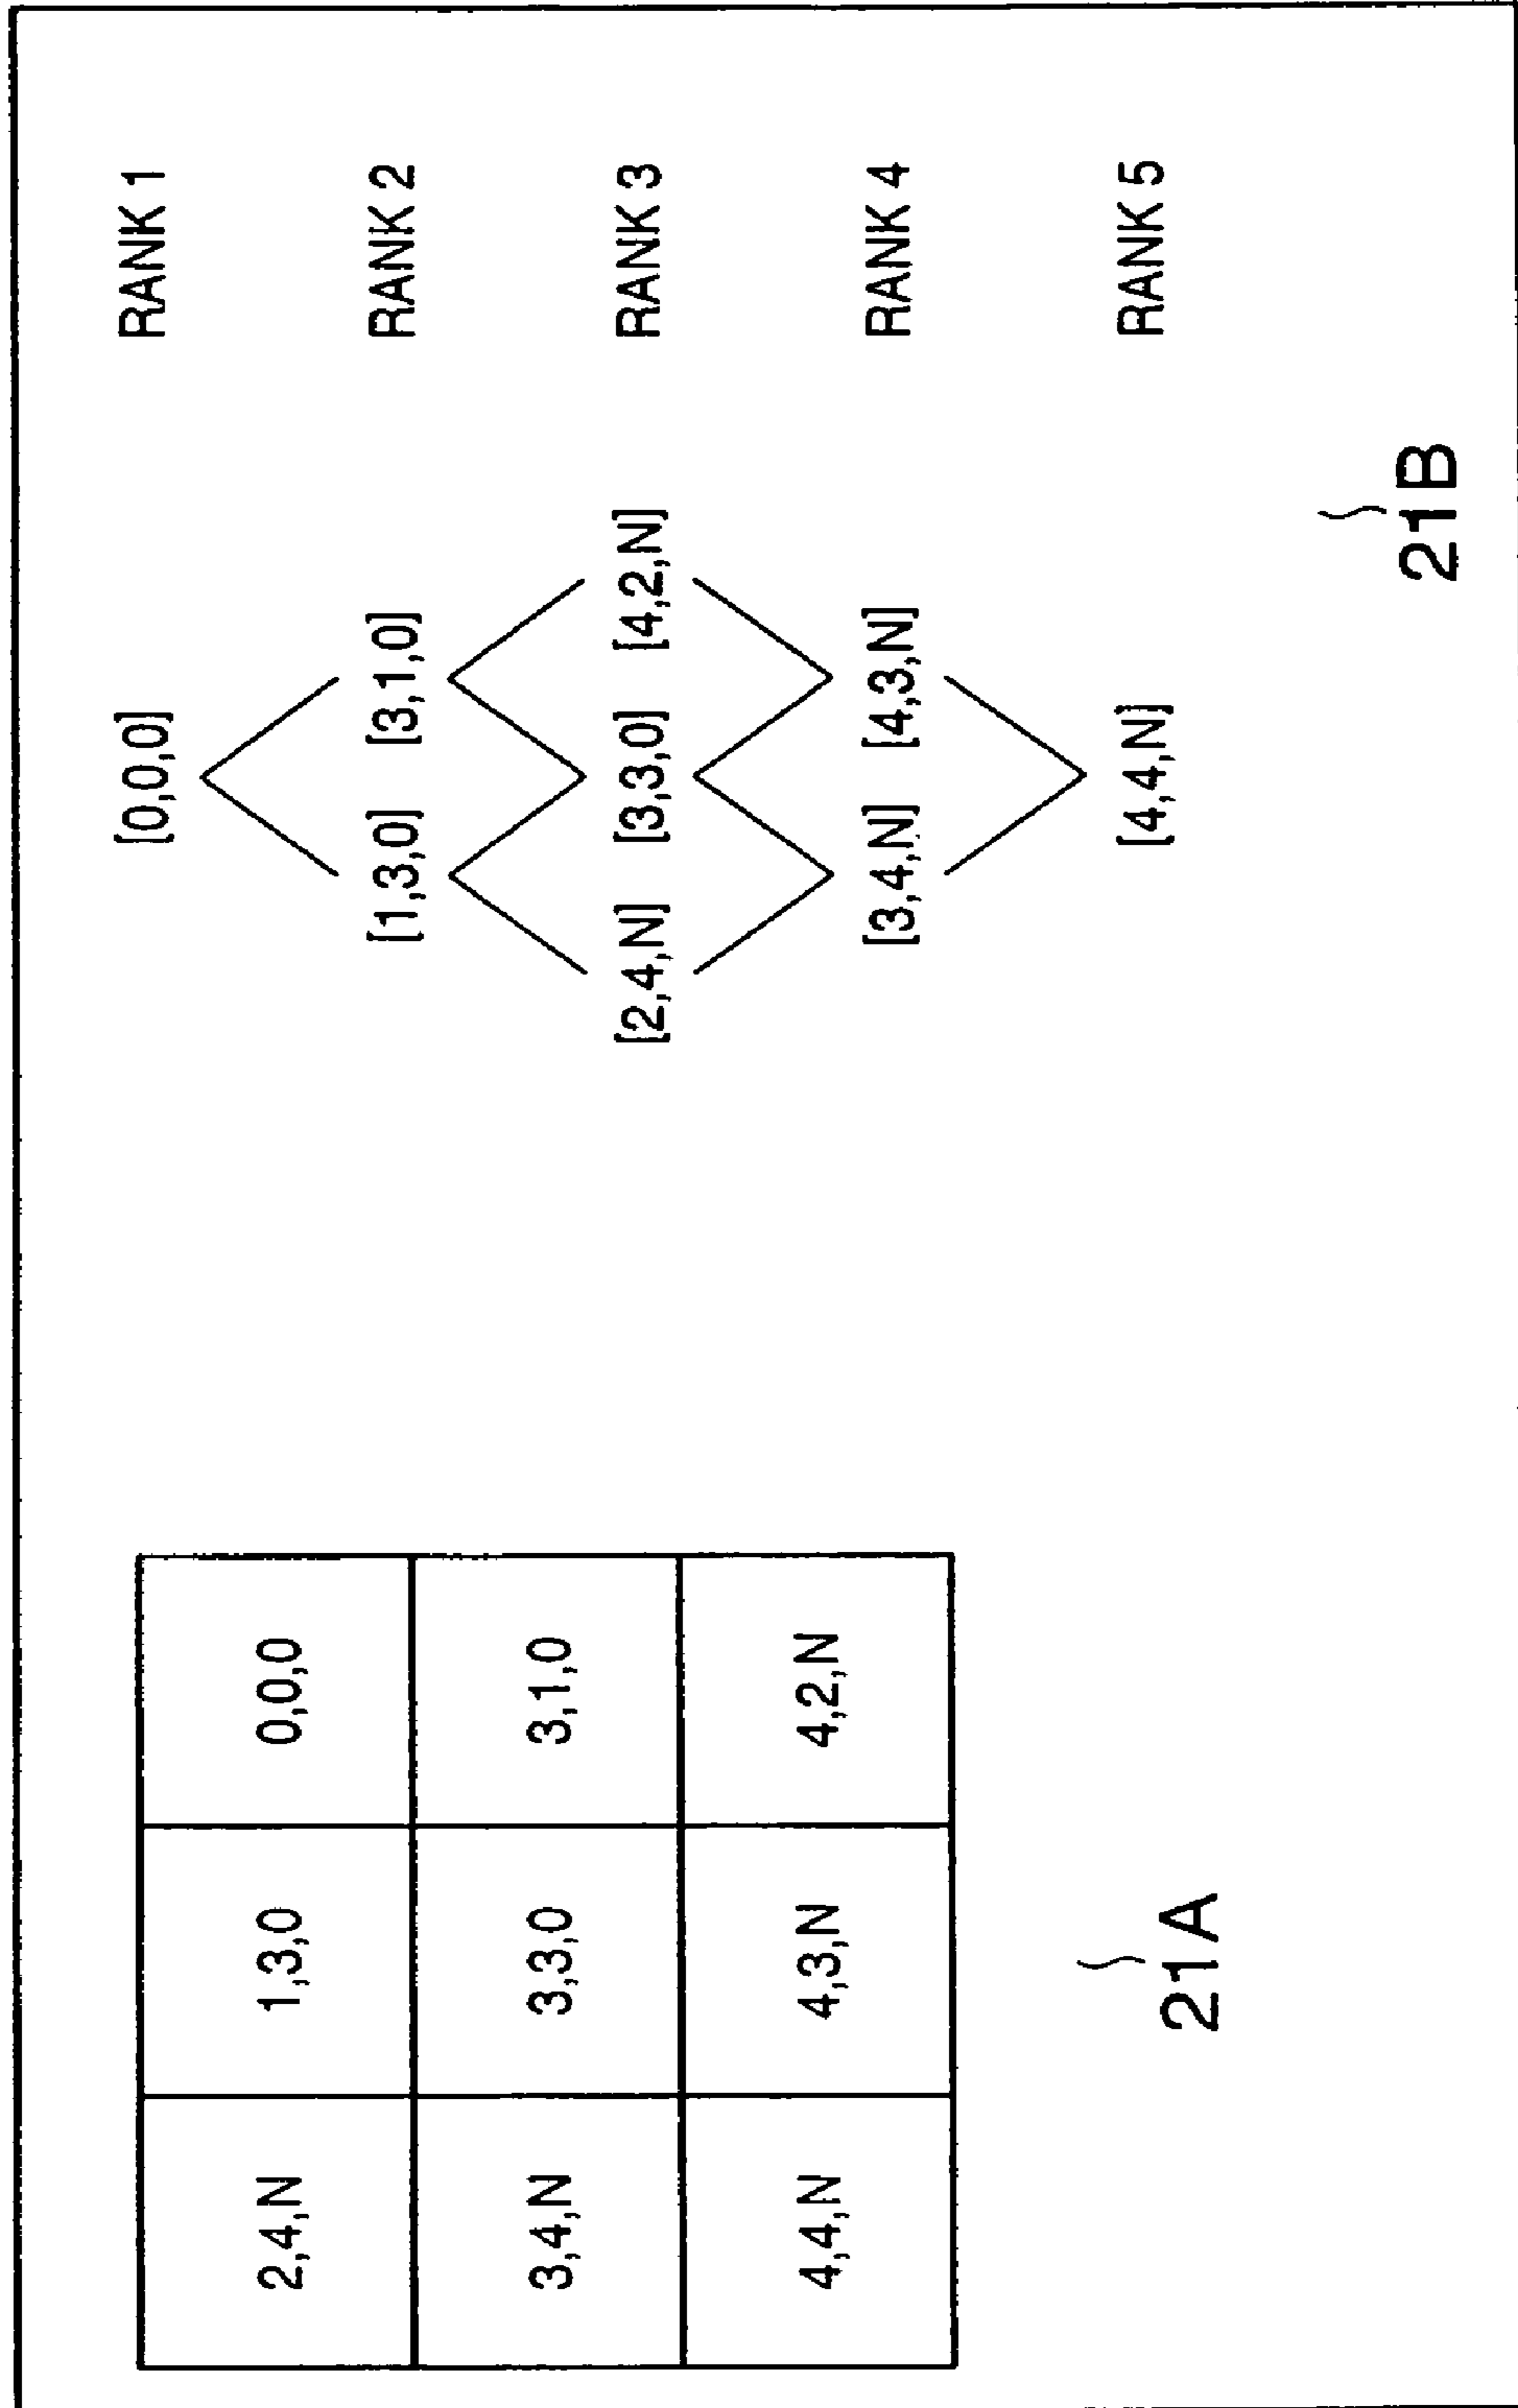 2,4,N 1,3,0 0,0,0
3,4,N 3,3,0 3,1,0
4,4,N 4,3,N 4,2,N
21A
[0,0,0] RANK 1
[1,3,0] [3,1,0] RANK 2
[2,4,N] [3,3,0] [4,2,N] RANK 3
[3,4,N] [4,3,N] RANK 4
[4,4,N] RANK 5
21B